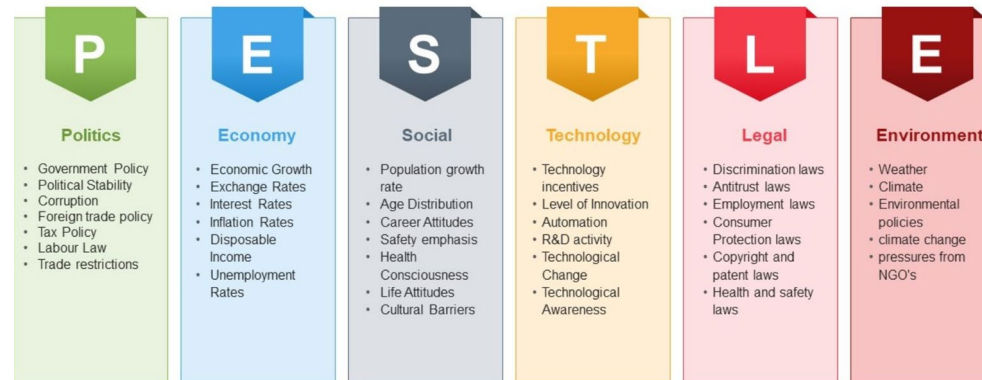 P
Politics
• Government Policy
• Political Stability
• Corruption
• Foreign trade policy
• Tax Policy
• Labour Law
• Trade restrictions
E
Economy
• Economic Growth
• Exchange Rates
• Interest Rates
• Inflation Rates
• Disposable
Income
• Unemployment
Rates
S
Social
• Population growth
rate
• Age Distribution
• Career Attitudes
• Safety emphasis
• Health
Consciousness
• Life Attitudes
• Cultural Barriers
T
Technology
• Technology
incentives
• Level of Innovation
• Automation
• R&D activity
• Technological
Change
• Technological
Awareness
L
Legal
• Discrimination laws
• Antitrust laws
• Employment laws
• Consumer
Protection laws
• Copyright and
patent laws
• Health and safety
laws
E
Environment
• Weather
• Climate
• Environmental
policies
• climate change
• pressures from
NGO's